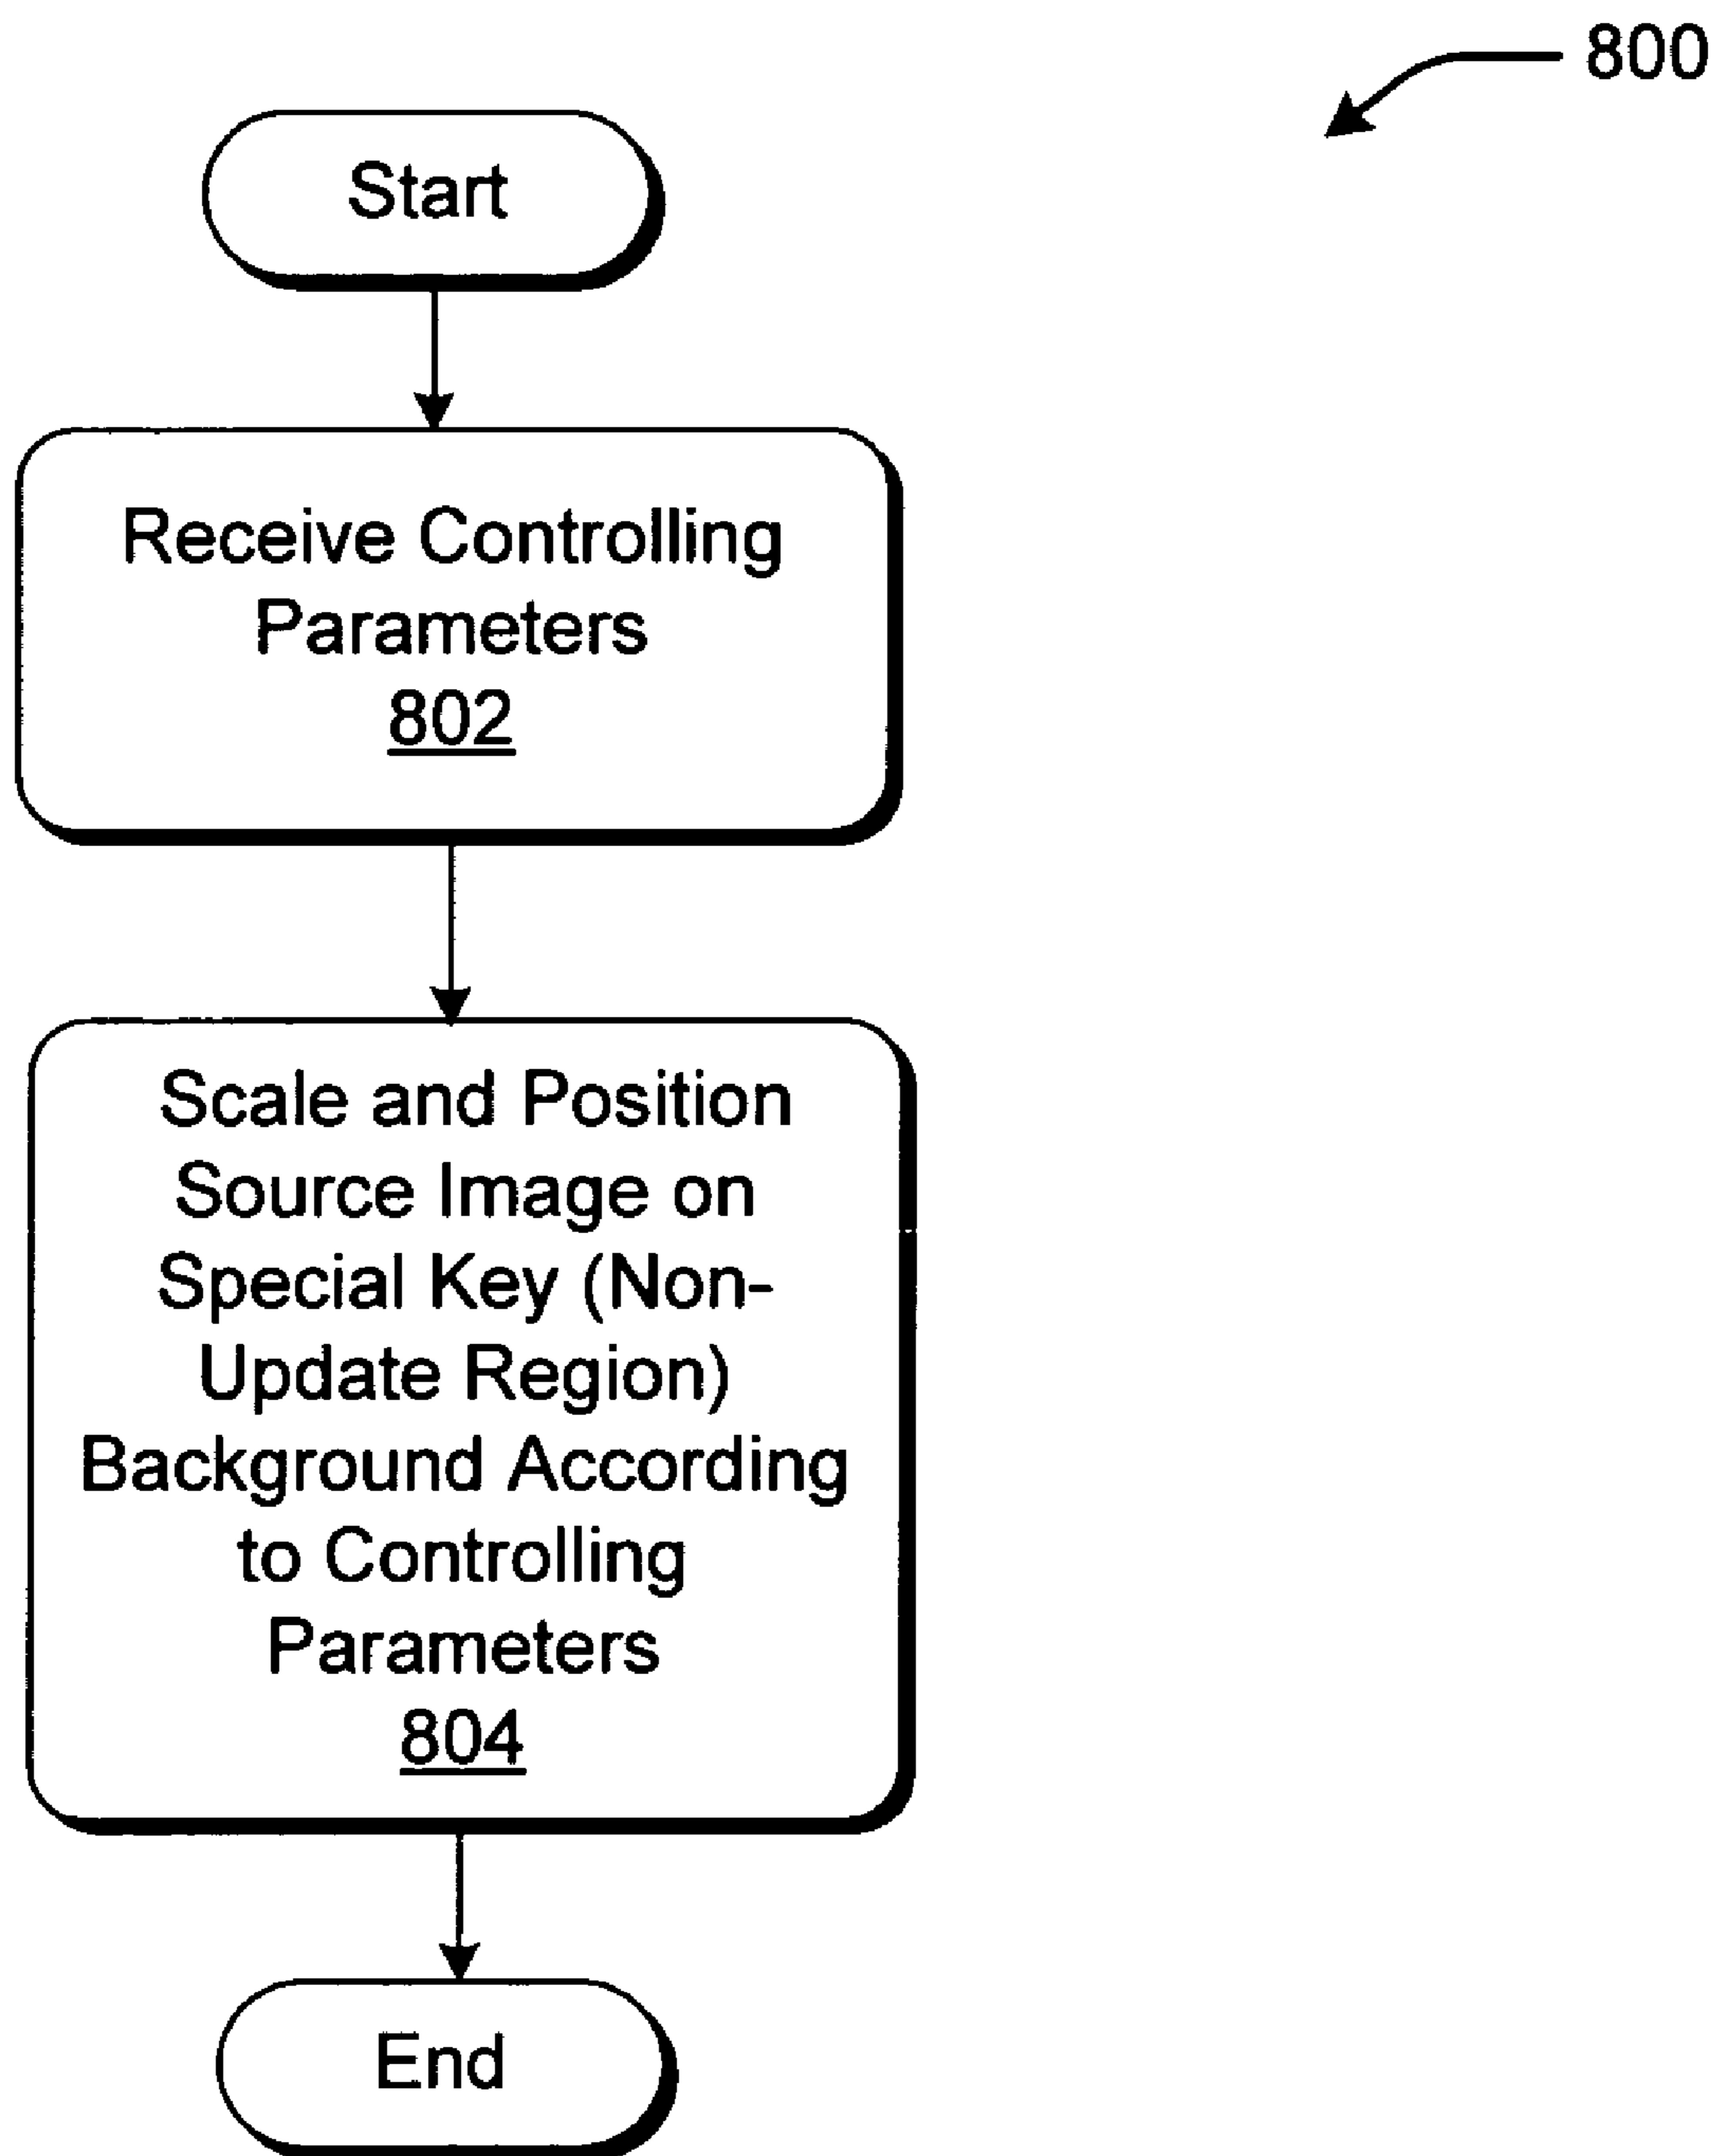 800
Start
Receive Controlling
Parameters
802
Scale and Position
Source Image on
Special Key (Non-
Update Region)
Background According
to Controlling
Parameters
804
End